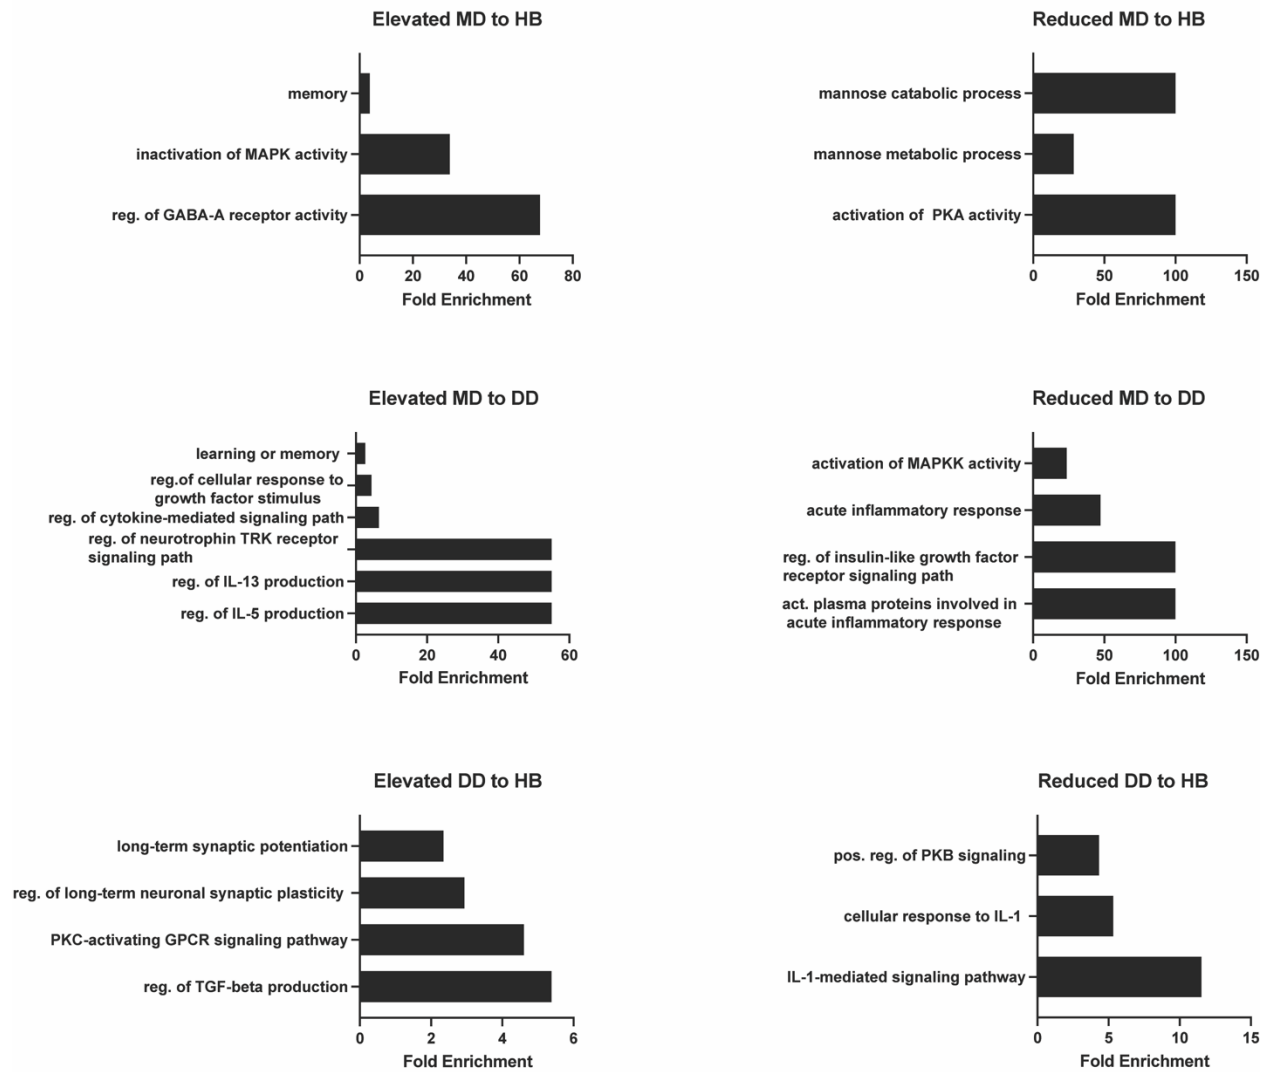 Elevated MD to HB
memory
inactivation of MAPK activity
reg. of GABA-A receptor activity
0 20 40 60 80
Fold Enrichment
Reduced MD to HB
mannose catabolic process
mannose metabolic process
activation of PKA activity
0 50 100 150
Fold Enrichment
Elevated MD to DD
learning or memory
reg.of cellular response to
growth factor stimulus
reg. of cytokine-mediated signaling path
reg. of neurotrophin TRK receptor
signaling path
reg. of IL-13 production
reg. of IL-5 production
0 20 40 60
Fold Enrichment
Reduced MD to DD
activation of MAPKK activity
acute inflammatory response
reg. of insulin-like growth factor
receptor signaling path
act. plasma proteins involved in
acute inflammatory response
0 50 100 150
Fold Enrichment
Elevated DD to HB
long-term synaptic potentiation
reg. of long-term neuronal synaptic plasticity
PKC-activating GPCR signaling pathway
reg. of TGF-beta production
0 2 4 6
Fold Enrichment
Reduced DD to HB
pos. reg. of PKB signaling
cellular response to IL-1
IL-1-mediated signaling pathway
0 5 10 15
Fold Enrichment